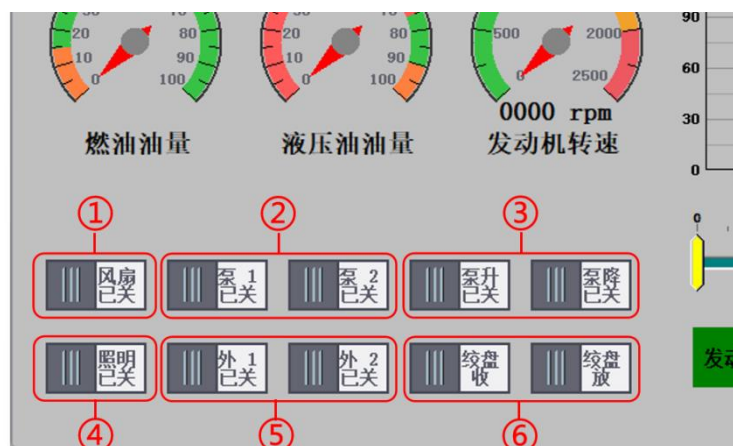 20 80
10 90
0 100
20 80
10 90
0 100
500 2000
0 2500
0000 rpm
燃油油量 液压油油量 发动机转速
90
60
30
0
0
① ② ③
风扇 已关
泵 1 已关
泵 2 已关
泵升 已关
泵降 已关
照明 已关
外 1 已关
外 2 已关
绞盘 收
绞盘 放
④ ⑤ ⑥